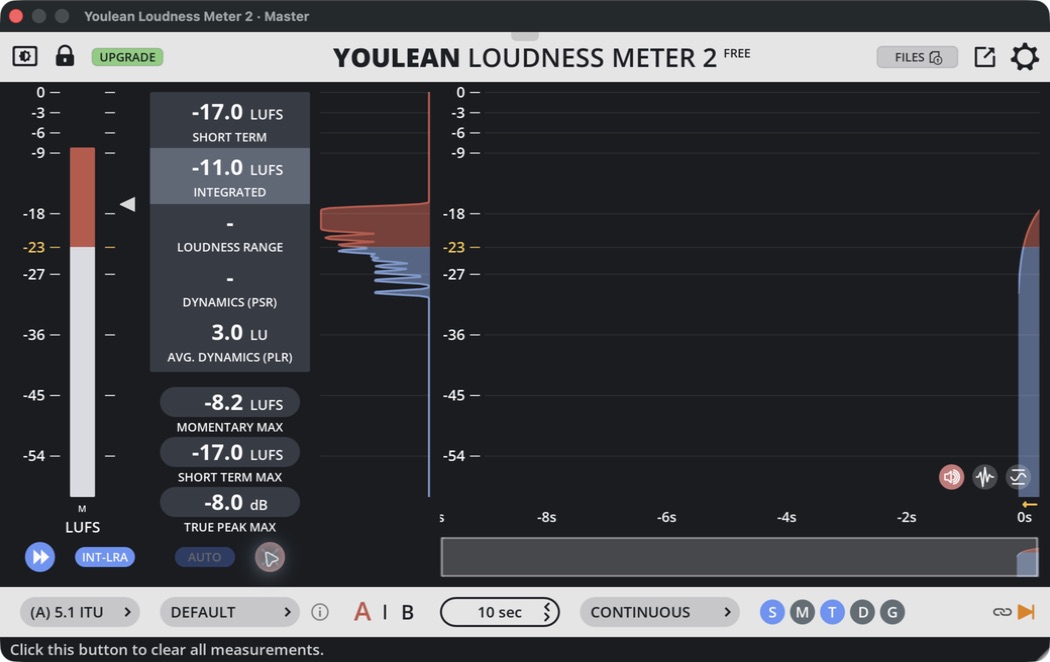 Youlean Loudness Meter 2 · Master
UPGRADE
YOULEAN LOUDNESS METER 2 FREE
FILES
0
-3
-6
-9
-18
-23
-27
-36
-45
-54
M
LUFS
-17.0 LUFS
SHORT TERM
-11.0 LUFS
INTEGRATED
-
LOUDNESS RANGE
-
DYNAMICS (PSR)
3.0 LU
AVG. DYNAMICS (PLR)
-8.2 LUFS
MOMENTARY MAX
-17.0 LUFS
SHORT TERM MAX
-8.0 dB
TRUE PEAK MAX
0
-3
-6
-9
-18
-23
-27
-36
-45
-54
s -8s -6s -4s -2s 0s
INT-LRA
AUTO
(A) 5.1 ITU
DEFAULT
A | B
10 sec
CONTINUOUS
S M T D G
Click this button to clear all measurements.